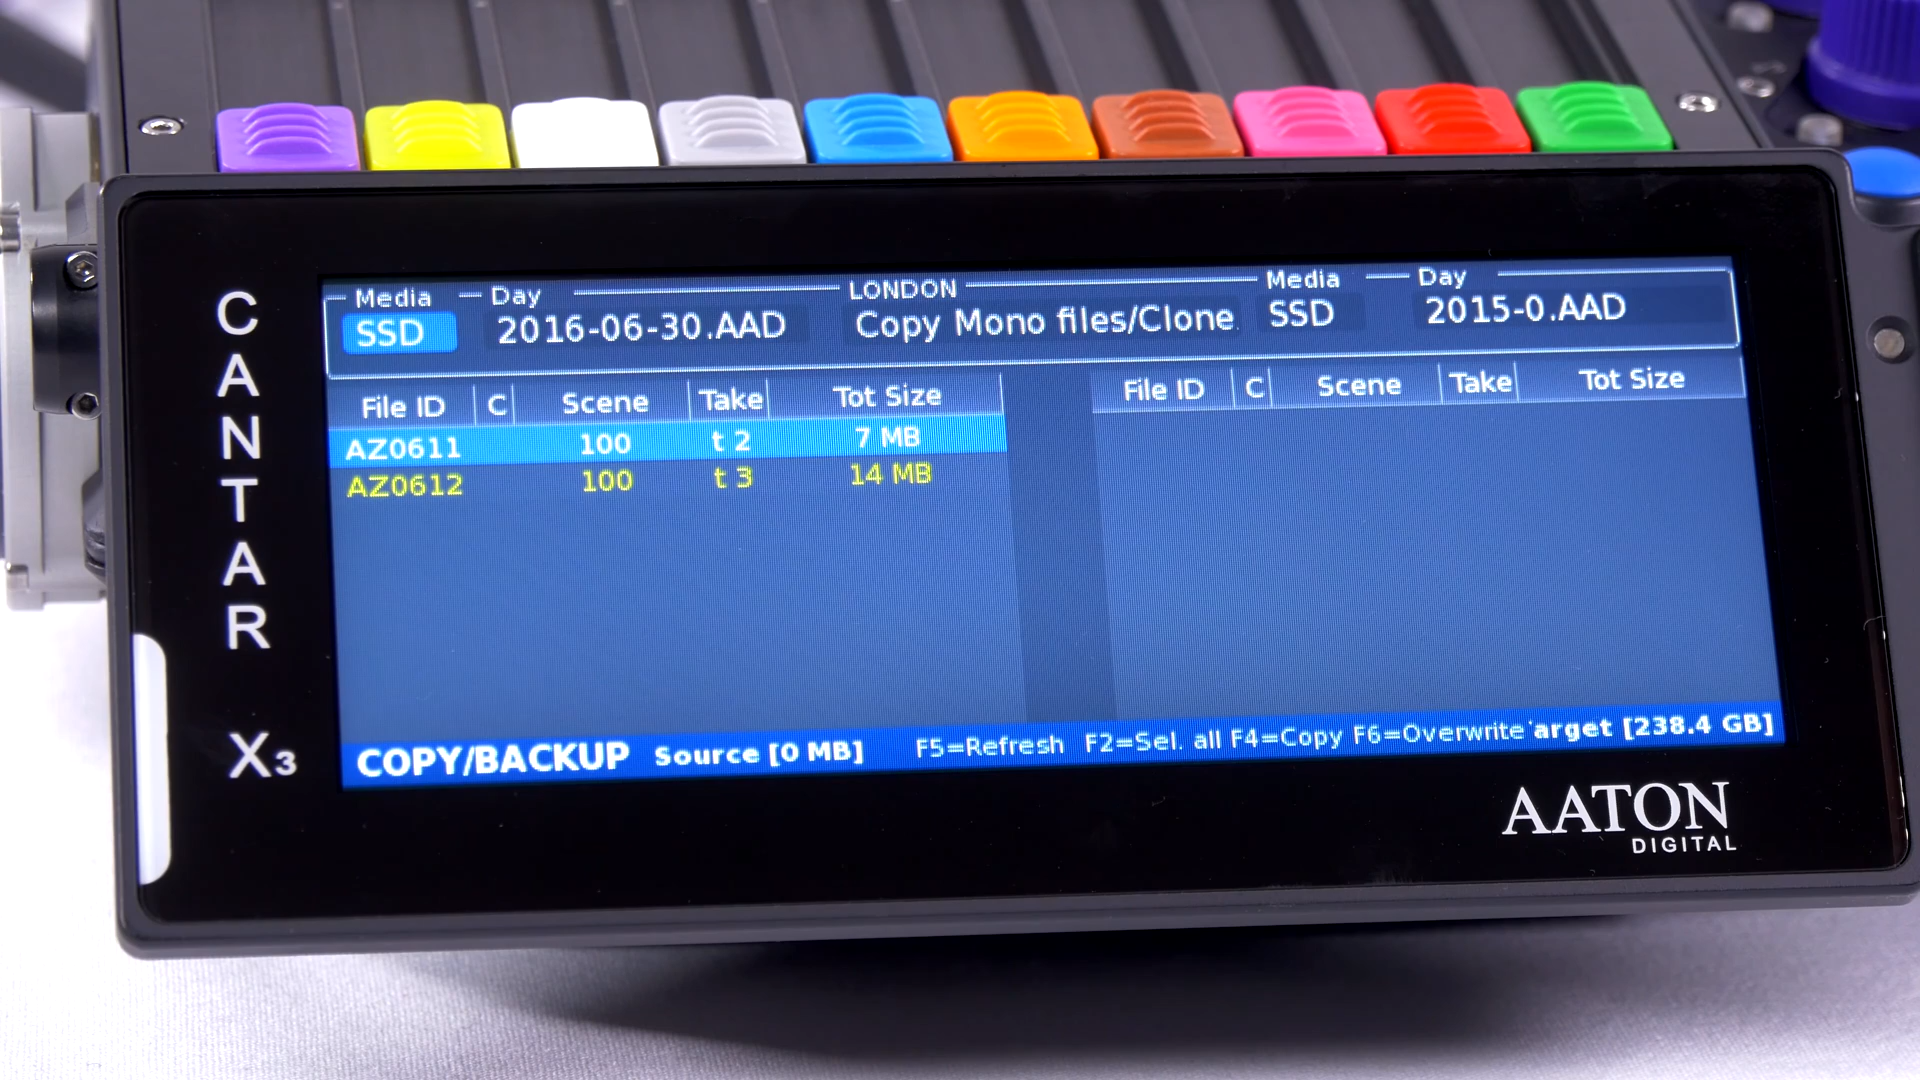 CANTAR X3
Media Day LONDON Media Day
SSD 2016-06-30.AAD Copy Mono files/Clone SSD 2015-0.AAD
File ID C Scene Take Tot Size File ID C Scene Take Tot Size
AZ0611 100 t 2 7 MB
AZ0612 100 t 3 14 MB
COPY/BACKUP Source [0 MB] F5=Refresh F2=Sel. all F4=Copy F6=Overwrite 'arget [238.4 GB]
AATON
DIGITAL